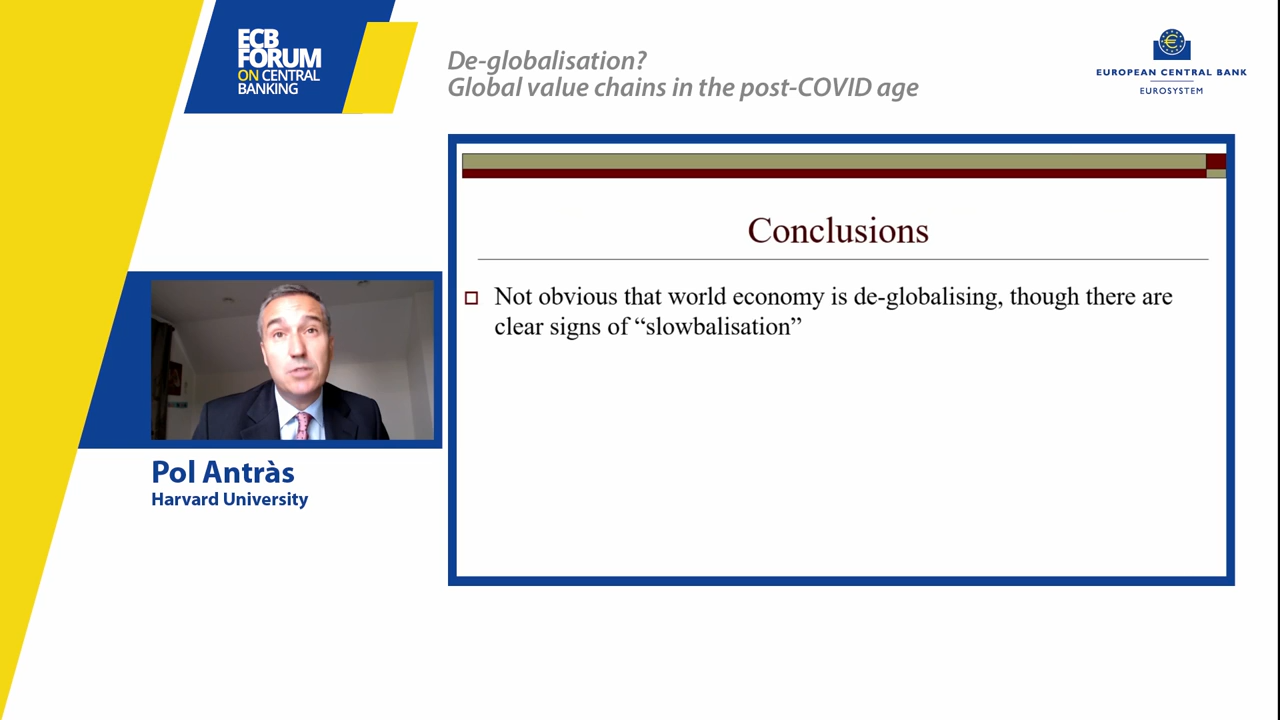 ECB
FORUM
ON CENTRAL
BANKING
De-globalisation?
Global value chains in the post-COVID age
EUROPEAN CENTRAL BANK
EUROSYSTEM
Conclusions
Not obvious that world economy is de-globalising, though there are
clear signs of “slowbalisation”
Pol Antràs
Harvard University